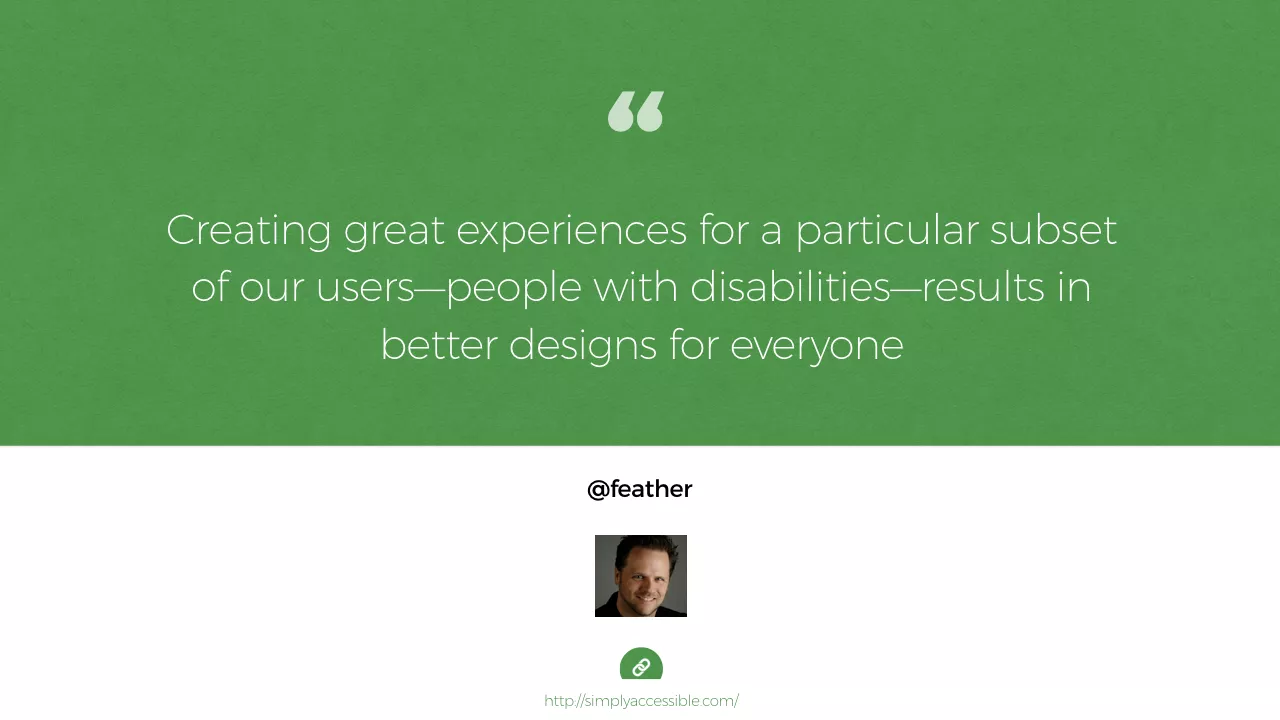 “
Creating great experiences for a particular subset
of our users—people with disabilities—results in
better designs for everyone
@feather
http://simplyaccessible.com/